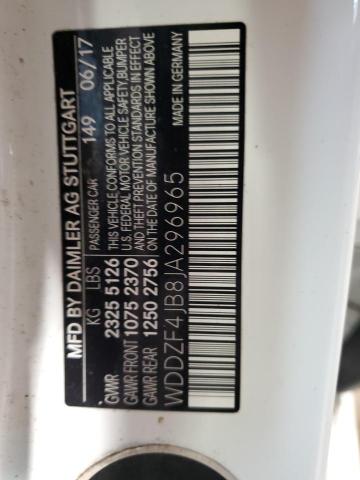 MFD BY DAIMLER AG STUTTGART
KG LBS PASSENGER CAR 149 06/17
GVWR 2325 5126 THIS VEHICLE CONFORMS TO ALL APPLICABLE
GAWR FRONT 1075 2370 U.S. FEDERAL MOTOR VEHICLE SAFETY, BUMPER
AND THEFT PREVENTION STANDARDS IN EFFECT
GAWR REAR 1250 2756 ON THE DATE OF MANUFACTURE SHOWN ABOVE
WDDZF4JB8JA296965 MADE IN GERMANY